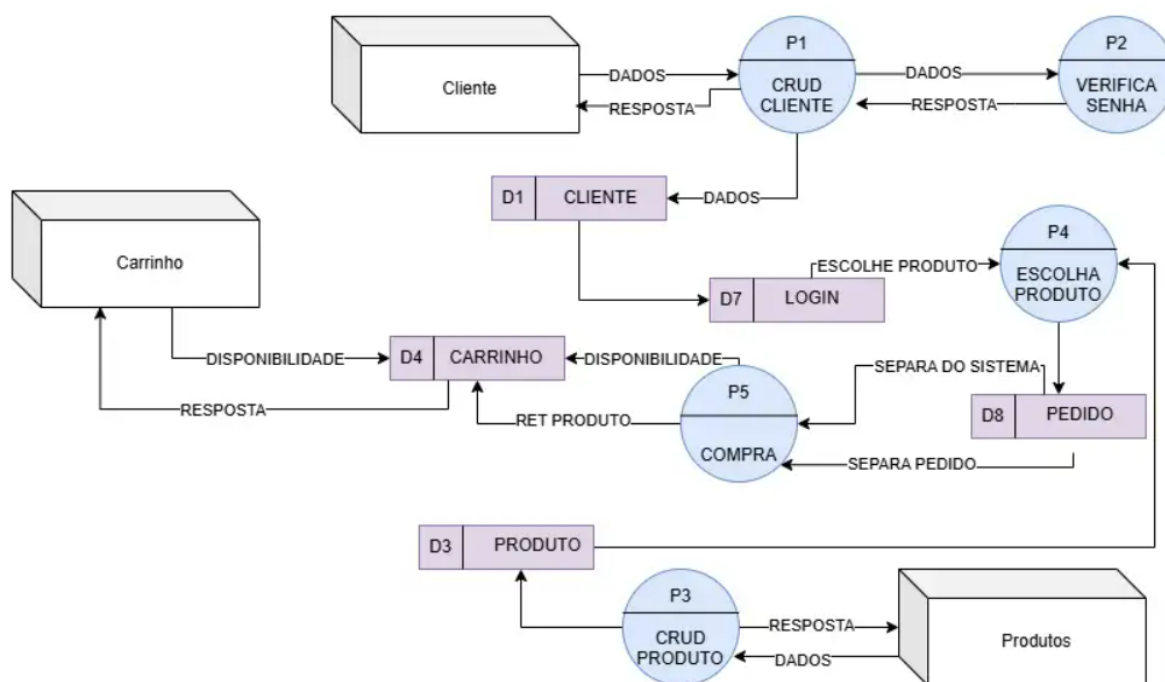 P1
P2
Cliente
DADOS
CRUD
CLIENTE
DADOS
VERIFICA
SENHA
RESPOSTA
RESPOSTA
D1
CLIENTE
DADOS
P4
Carrinho
ESCOLHE PRODUTO
ESCOLHA
PRODUTO
D7
LOGIN
DISPONIBILIDADE
D4
CARRINHO
DISPONIBILIDADE
SEPARA DO SISTEMA
P5
RESPOSTA
RET PRODUTO
D8
PEDIDO
COMPRA
SEPARA PEDIDO
D3
PRODUTO
P3
RESPOSTA
CRUD
PRODUTO
Produtos
DADOS